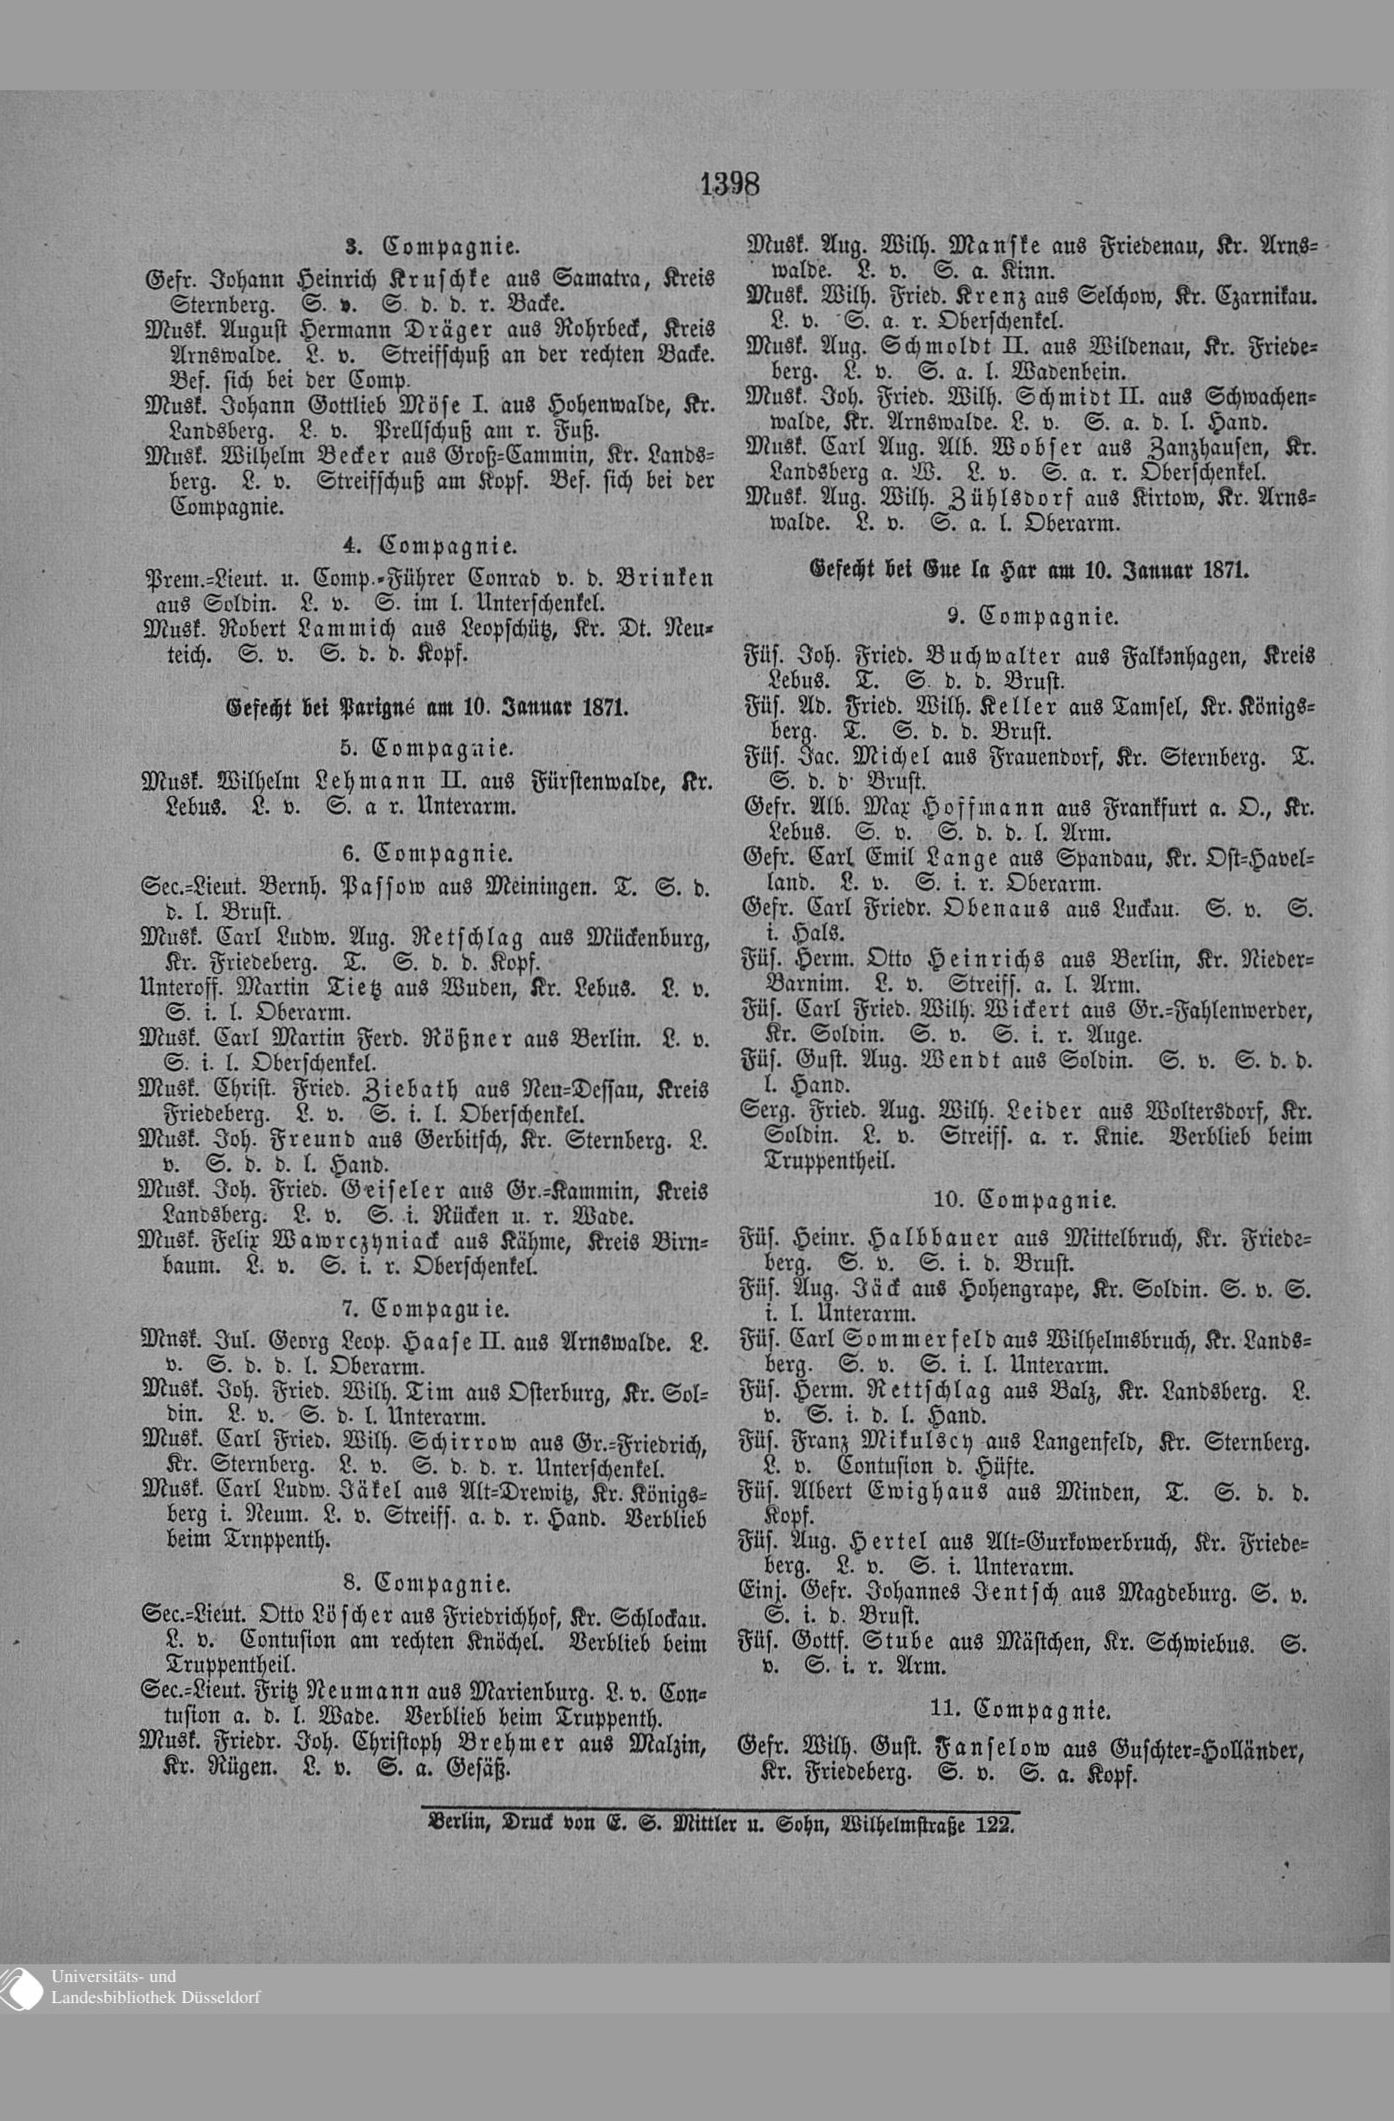 1398
3. Compagnie.
Gefr. Johann Heinrich Kruschke aus Samatra, Kreis
Sternberg. S. v. S. d. d. r. Backe.
Musk. August Hermann Dräger aus Rohrbeck, Kreis
Arnswalde. L. v. Streifschuß an der rechten Backe.
Bef. sich bei der Comp.
Musk. Johann Gottlieb Möse I. aus Hohenwalde, Kr.
Landsberg. L. v. Prellschuß am r. Fuß.
Musk. Wilhelm Becker aus Groß-Cammin, Kr. Lands-
berg. L. v. Streifschuß am Kopf. Bef. sich bei der
Compagnie.
4. Compagnie.
Prem.-Lieut. u. Comp.-Führer Conrad v. d. Brinken
aus Soldin. L. v. S. im l. Unterschenkel.
Musk. Robert Lammich aus Leopschütz, Kr. Dt. Neu-
teich. S. v. S. d. d. Kopf.
Gefecht bei Parigné am 10. Januar 1871.
5. Compagnie.
Musk. Wilhelm Lehmann II. aus Fürstenwalde, Kr.
Lebus. L. v. S. a r. Unterarm.
6. Compagnie.
Sec.-Lieut. Bernh. Passow aus Meiningen. T. S. d.
d. l. Brust.
Musk. Carl Ludw. Aug. Retschlag aus Mückenburg,
Kr. Friedeberg. T. S. d. d. Kopf.
Unteroff. Martin Tietz aus Wuden, Kr. Lebus. L. v.
S. i. l. Oberarm.
Musk. Carl Martin Ferd. Rößner aus Berlin. L. v.
S. i. l. Oberschenkel.
Musk. Christ. Fried. Ziebath aus Neu-Dessau, Kreis
Friedeberg. L. v. S. i. l. Oberschenkel.
Musk. Joh. Freund aus Gerbitsch, Kr. Sternberg. L.
v. S. d. d. l. Hand.
Musk. Joh. Fried. Geiseler aus Gr.-Kammin, Kreis
Landsberg. L. v. S. i. Rücken u. r. Wade.
Musk. Felix Wawrczyniack aus Kähme, Kreis Birn-
baum. L. v. S. i. r. Oberschenkel.
7. Compaguie.
Mnsk. Jul. Georg Leop. Haase II. aus Arnswalde. L.
v. S. d. d. l. Oberarm.
Musk. Joh. Fried. Wilh. Tim aus Osterburg, Kr. Sol-
din. L. v. S. d. l. Unterarm.
Musk. Carl Fried. Wilh. Schirrow aus Gr.-Friedrich,
Kr. Sternberg. L. v. S. d. d. r. Unterschenkel.
Musk. Carl Ludw. Jäkel aus Alt-Drewitz, Kr. Königs-
berg i. Neum. L. v. Streifs. a. d. r. Hand. Verblieb
beim Trnppenth.
8. Compagnie.
Sec.-Lieut. Otto Löscher aus Friedrichhof, Kr. Schlockau.
L. v. Contusion am rechten Knöchel. Verblieb beim
Truppentheil.
Sec.-Lieut. Fritz Neumann aus Marienburg. L. v. Con-
tusion a. d. l. Wade. Verblieb beim Truppenth.
Musk. Friedr. Joh. Christoph Brehmer aus Malzin,
Kr. Rügen. L. v. S. a. Gesäß.
Musk. Aug. Wilh. Manske aus Friedenau, Kr. Arns-
walde. L. v. S. a. Kinn.
Musk. Wilh. Fried. Krenz aus Selchow, Kr. Czarnikau.
L. v. S. a. r. Oberschenkel.
Musk. Aug. Schmoldt II. aus Wildenau, Kr. Friede-
berg. L. v. S. a. l. Wadenbein.
Musk. Joh. Fried. Wilh. Schmidt II. aus Schwachen-
walde, Kr. Arnswalde. L. v. S. a. d. l. Hand.
Musk. Carl Aug. Alb. Wobser aus Zanzhausen, Kr.
Landsberg a. W. L. v. S. a. r. Oberschenkel.
Musk. Aug. Wilh. Zühlsdorf aus Kirtow, Kr. Arns-
walde. L. v. S. a. l. Oberarm.
Gefecht bei Gue la Har am 10. Januar 1871.
9. Compagnie.
Füs. Joh. Fried. Buchwalter aus Falkenhagen, Kreis
Lebus. T. S. d. d. Brust.
Füs. Ad. Fried. Wilh. Keller aus Tamsel, Kr. Königs-
berg. T. S. d. d. Brust.
Füs. Jac. Michel aus Frauendorf, Kr. Sternberg. T.
S. d. d. Brust.
Gefr. Alb. Max Hoffmann aus Frankfurt a. O., Kr.
Lebus. S. v. S. d. d. l. Arm.
Gefr. Carl Emil Lange aus Spandau, Kr. Ost-Havel-
land. L. v. S. i. r. Oberarm.
Gefr. Carl Friedr. Obenaus aus Luckau. S. v. S.
i. Hals.
Füs. Herm. Otto Heinrichs aus Berlin, Kr. Nieder-
Barnim. L. v. Streifs. a. l. Arm.
Füs. Carl Fried. Wilh. Wickert aus Gr.-Fahlenwerder,
Kr. Soldin. S. v. S. i. r. Auge.
Füs. Gust. Aug. Wendt aus Soldin. S. v. S. d. d.
l. Hand.
Serg. Fried. Aug. Wilh. Leider aus Woltersdorf, Kr.
Soldin. L. v. Streifs. a. r. Knie. Verblieb beim
Truppentheil.
10. Compagnie.
Füs. Heinr. Halbbauer aus Mittelbruch, Kr. Friede-
berg. S. v. S. i. d. Brust.
Füs. Aug. Jäck aus Hohengrape, Kr. Soldin. S. v. S.
i. l. Unterarm.
Füs. Carl Sommerfeld aus Wilhelmsbruch, Kr. Lands-
berg. S. v. S. i. l. Unterarm.
Füs. Herm. Rettschlag aus Balz, Kr. Landsberg. L.
v. S. i. d. l. Hand.
Füs. Franz Mikulscy aus Langenfeld, Kr. Sternberg.
L. v. Contusion d. Hüfte.
Füs. Albert Ewighaus aus Minden, T. S. d. d.
Kopf.
Füs. Aug. Hertel aus Alt-Gurkowerbruch, Kr. Friede-
berg. L. v. S. i. Unterarm.
Einj. Gefr. Johannes Jentsch aus Magdeburg. S. v.
S. i. d. Brust.
Füs. Gottf. Stube aus Mästchen, Kr. Schwiebus. S.
v. S. i. r. Arm.
11. Compagnie.
Gefr. Wilh. Gust. Fanselow aus Guschter-Holländer,
Kr. Friedeberg. S. v. S. a. Kopf.
Berlin, Druck von E. S. Mittler u. Sohn, Wilhelmstraße 122.
Universitäts- und
Landesbibliothek Düsseldorf